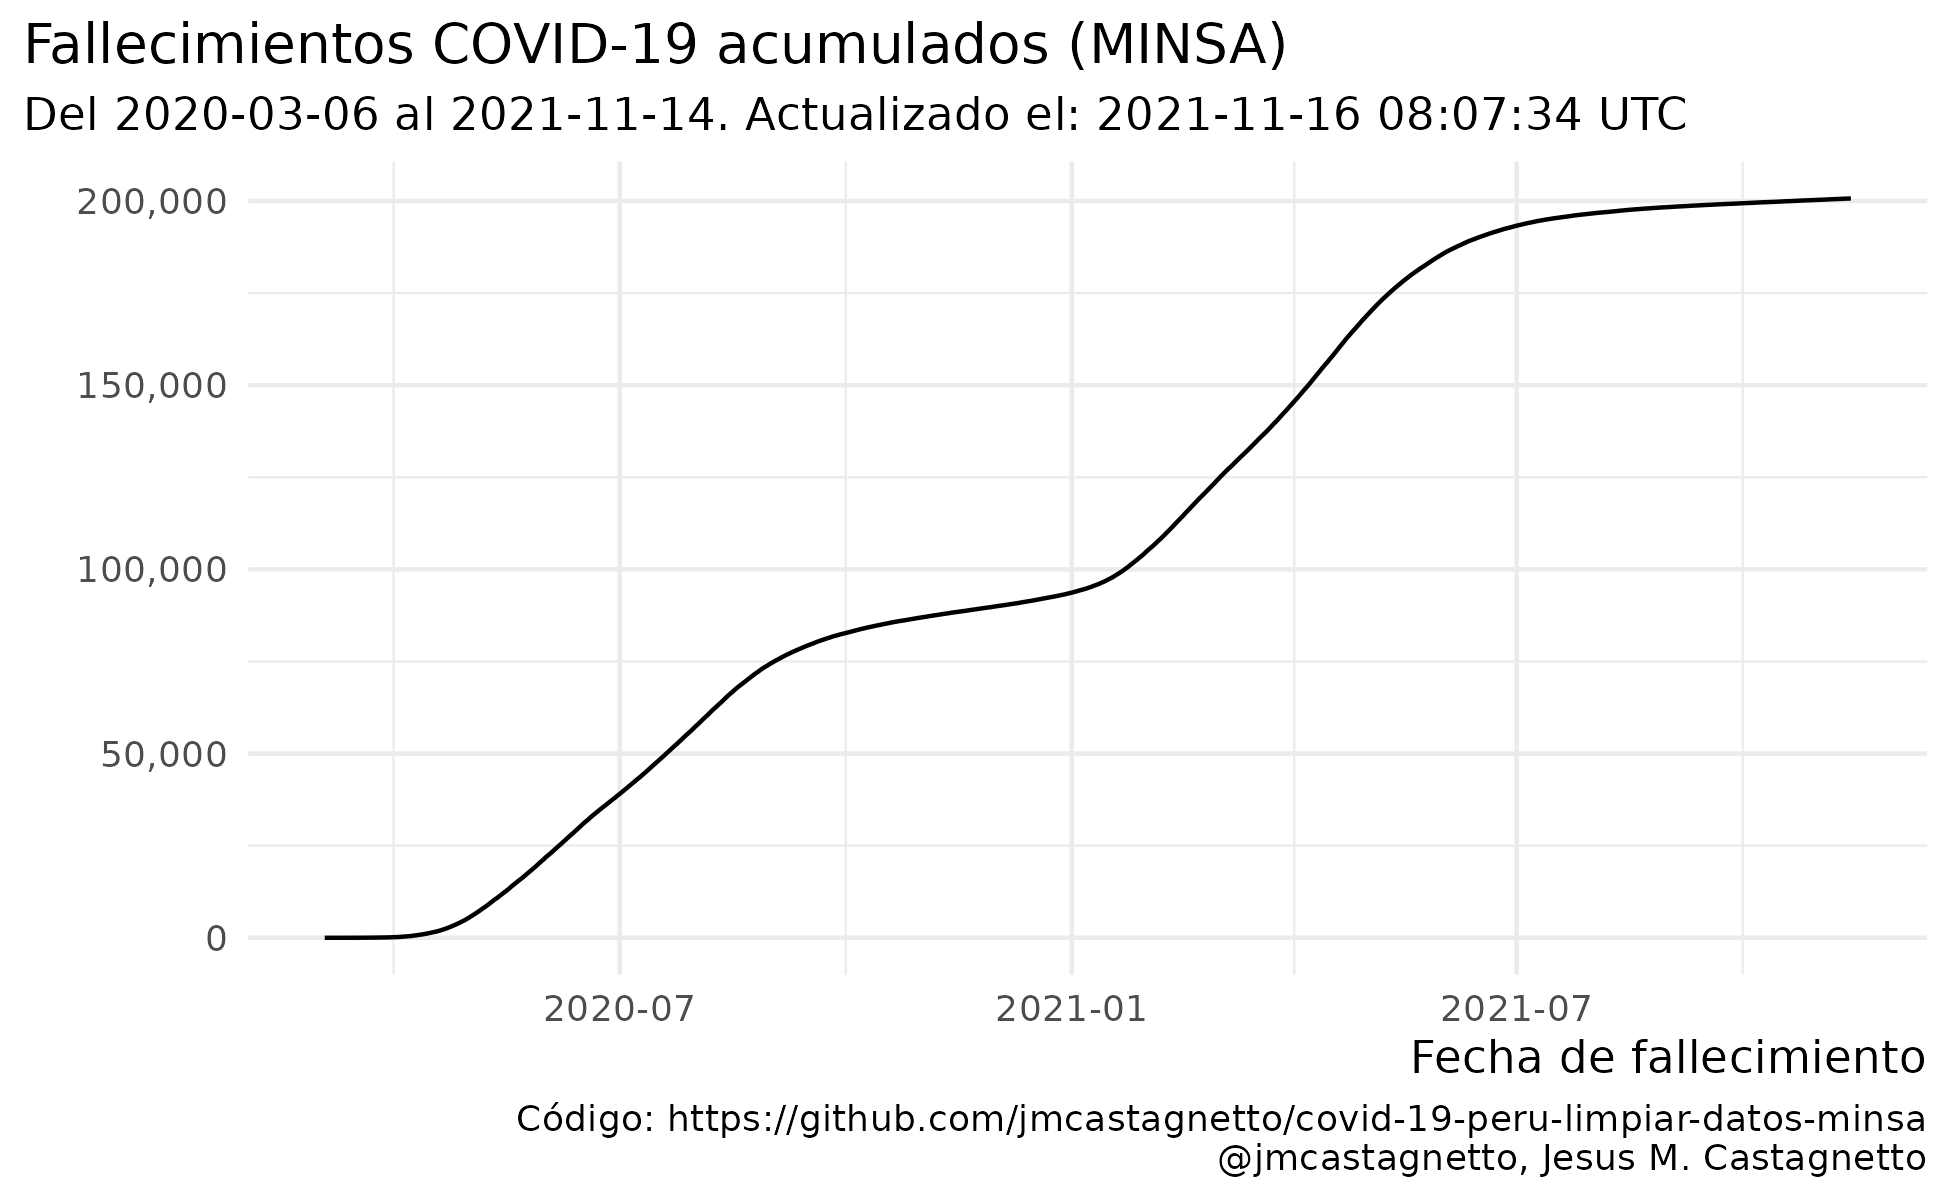 Fallecimientos COVID-19 acumulados (MINSA)
Del 2020-03-06 al 2021-11-14. Actualizado el: 2021-11-16 08:07:34 UTC
200,000
150,000
100,000
50,000
0
2020-07 2021-01 2021-07
Fecha de fallecimiento
Código: https://github.com/jmcastagnetto/covid-19-peru-limpiar-datos-minsa
@jmcastagnetto, Jesus M. Castagnetto